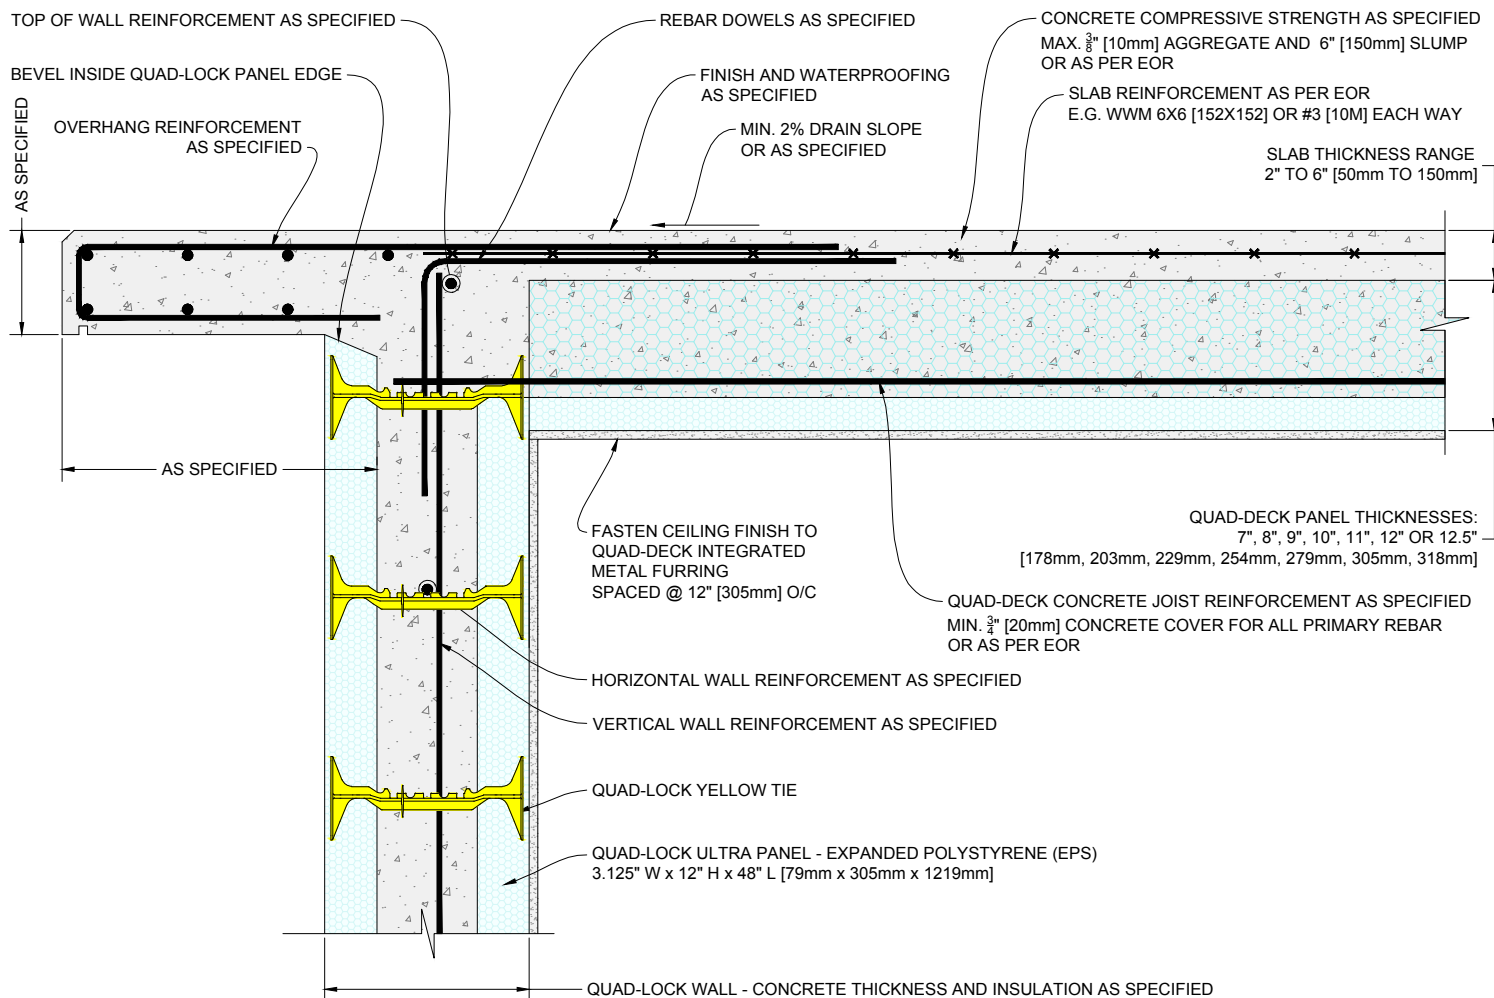 TOP OF WALL REINFORCEMENT AS SPECIFIED
BEVEL INSIDE QUAD-LOCK PANEL EDGE
OVERHANG REINFORCEMENT
AS SPECIFIED
AS SPECIFIED
REBAR DOWELS AS SPECIFIED
FINISH AND WATERPROOFING
AS SPECIFIED
MIN. 2% DRAIN SLOPE
OR AS SPECIFIED
CONCRETE COMPRESSIVE STRENGTH AS SPECIFIED
MAX. 3/8" [10mm] AGGREGATE AND 6" [150mm] SLUMP
OR AS PER EOR
SLAB REINFORCEMENT AS PER EOR
E.G. WWM 6X6 [152X152] OR #3 [10M] EACH WAY
SLAB THICKNESS RANGE
2" TO 6" [50mm TO 150mm]
AS SPECIFIED
FASTEN CEILING FINISH TO
QUAD-DECK INTEGRATED
METAL FURRING
SPACED @ 12" [305mm] O/C
QUAD-DECK PANEL THICKNESSES:
7", 8", 9", 10", 11", 12" OR 12.5"
[178mm, 203mm, 229mm, 254mm, 279mm, 305mm, 318mm]
QUAD-DECK CONCRETE JOIST REINFORCEMENT AS SPECIFIED
MIN. 3/4" [20mm] CONCRETE COVER FOR ALL PRIMARY REBAR
OR AS PER EOR
HORIZONTAL WALL REINFORCEMENT AS SPECIFIED
VERTICAL WALL REINFORCEMENT AS SPECIFIED
QUAD-LOCK YELLOW TIE
QUAD-LOCK ULTRA PANEL - EXPANDED POLYSTYRENE (EPS)
3.125" W x 12" H x 48" L [79mm x 305mm x 1219mm]
QUAD-LOCK WALL - CONCRETE THICKNESS AND INSULATION AS SPECIFIED